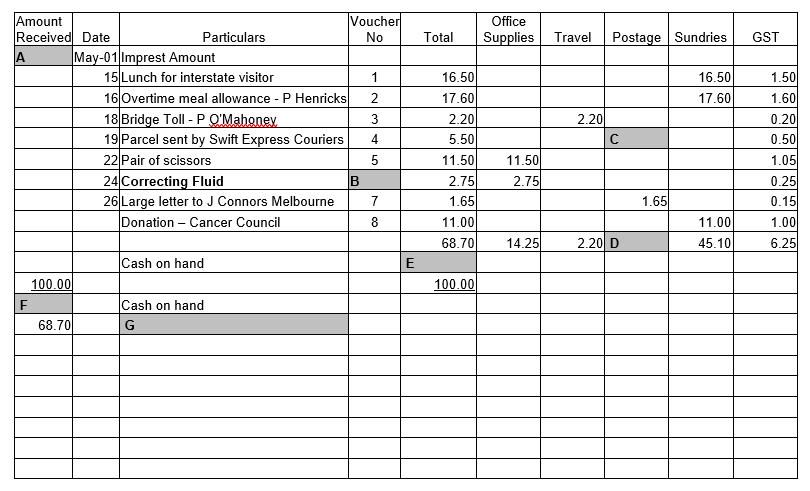 Amount Received Date Particulars Voucher No Total Office Supplies Travel Postage Sundries GST
A May-01 Imprest Amount
15 Lunch for interstate visitor 1 16.50 16.50 1.50
16 Overtime meal allowance - P Henricks 2 17.60 17.60 1.60
18 Bridge Toll - P O'Mahoney 3 2.20 2.20 0.20
19 Parcel sent by Swift Express Couriers 4 5.50 C 0.50
22 Pair of scissors 5 11.50 11.50 1.05
24 Correcting Fluid B 2.75 2.75 0.25
26 Large letter to J Connors Melbourne 7 1.65 1.65 0.15
Donation – Cancer Council 8 11.00 11.00 1.00
68.70 14.25 2.20 D 45.10 6.25
Cash on hand E
100.00 100.00
F Cash on hand
68.70 G